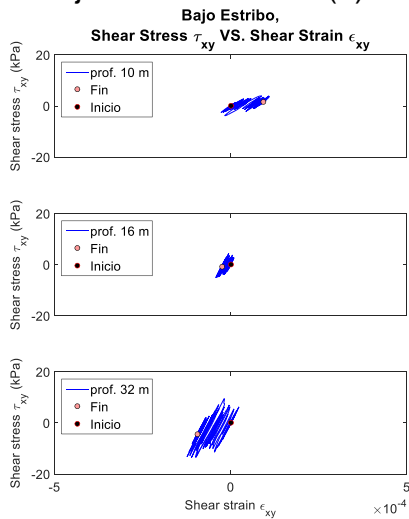 Bajo Estribo,
Shear Stress τxy VS. Shear Strain ϵxy
Shear stress τxy (kPa)
20
0
-20
prof. 10 m
Fin
Inicio
Shear stress τxy (kPa)
20
0
-20
prof. 16 m
Fin
Inicio
Shear stress τxy (kPa)
20
0
-20
prof. 32 m
Fin
Inicio
-5
0
5
Shear strain ϵxy
×10-4